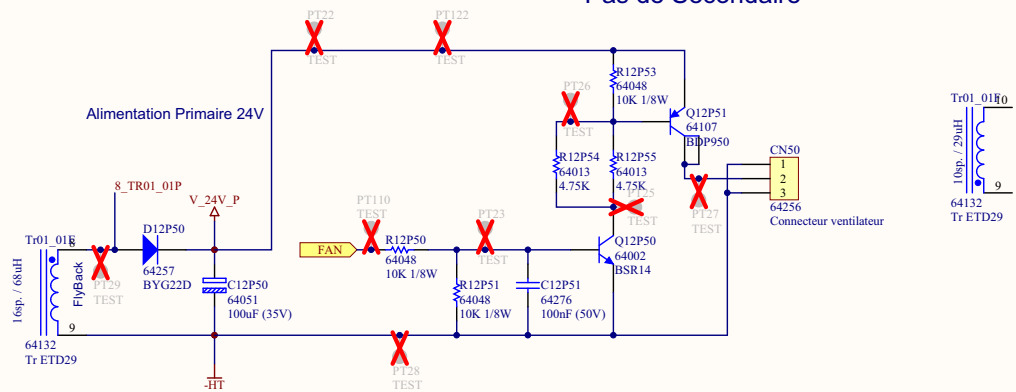 Pas de Secondaire
PT22
TEST
PT122
TEST
R12P53
64048
10K 1/8W
PT26
TEST
Q12P51
64107
BDP950
Alimentation Primaire 24V
R12P54
64013
4.75K
R12P55
64013
4.75K
CN50
1
2
3
64256
Connecteur ventilateur
PT27
TEST
PT25
TEST
Tr01_01F
10
10sp. / 29uH
9
64132
Tr ETD29
8_TR01_01P
V_24V_P
PT110
TEST
PT23
TEST
FAN
R12P50
64048
10K 1/8W
Q12P50
64002
BSR14
Tr01_01E
8
D12P50
64257
BYG22D
PT29
TEST
FlyBack
16sp. / 68uH
C12P50
64051
100uF (35V)
R12P51
64048
10K 1/8W
C12P51
64276
100nF (50V)
9
64132
Tr ETD29
PT28
TEST
-HT